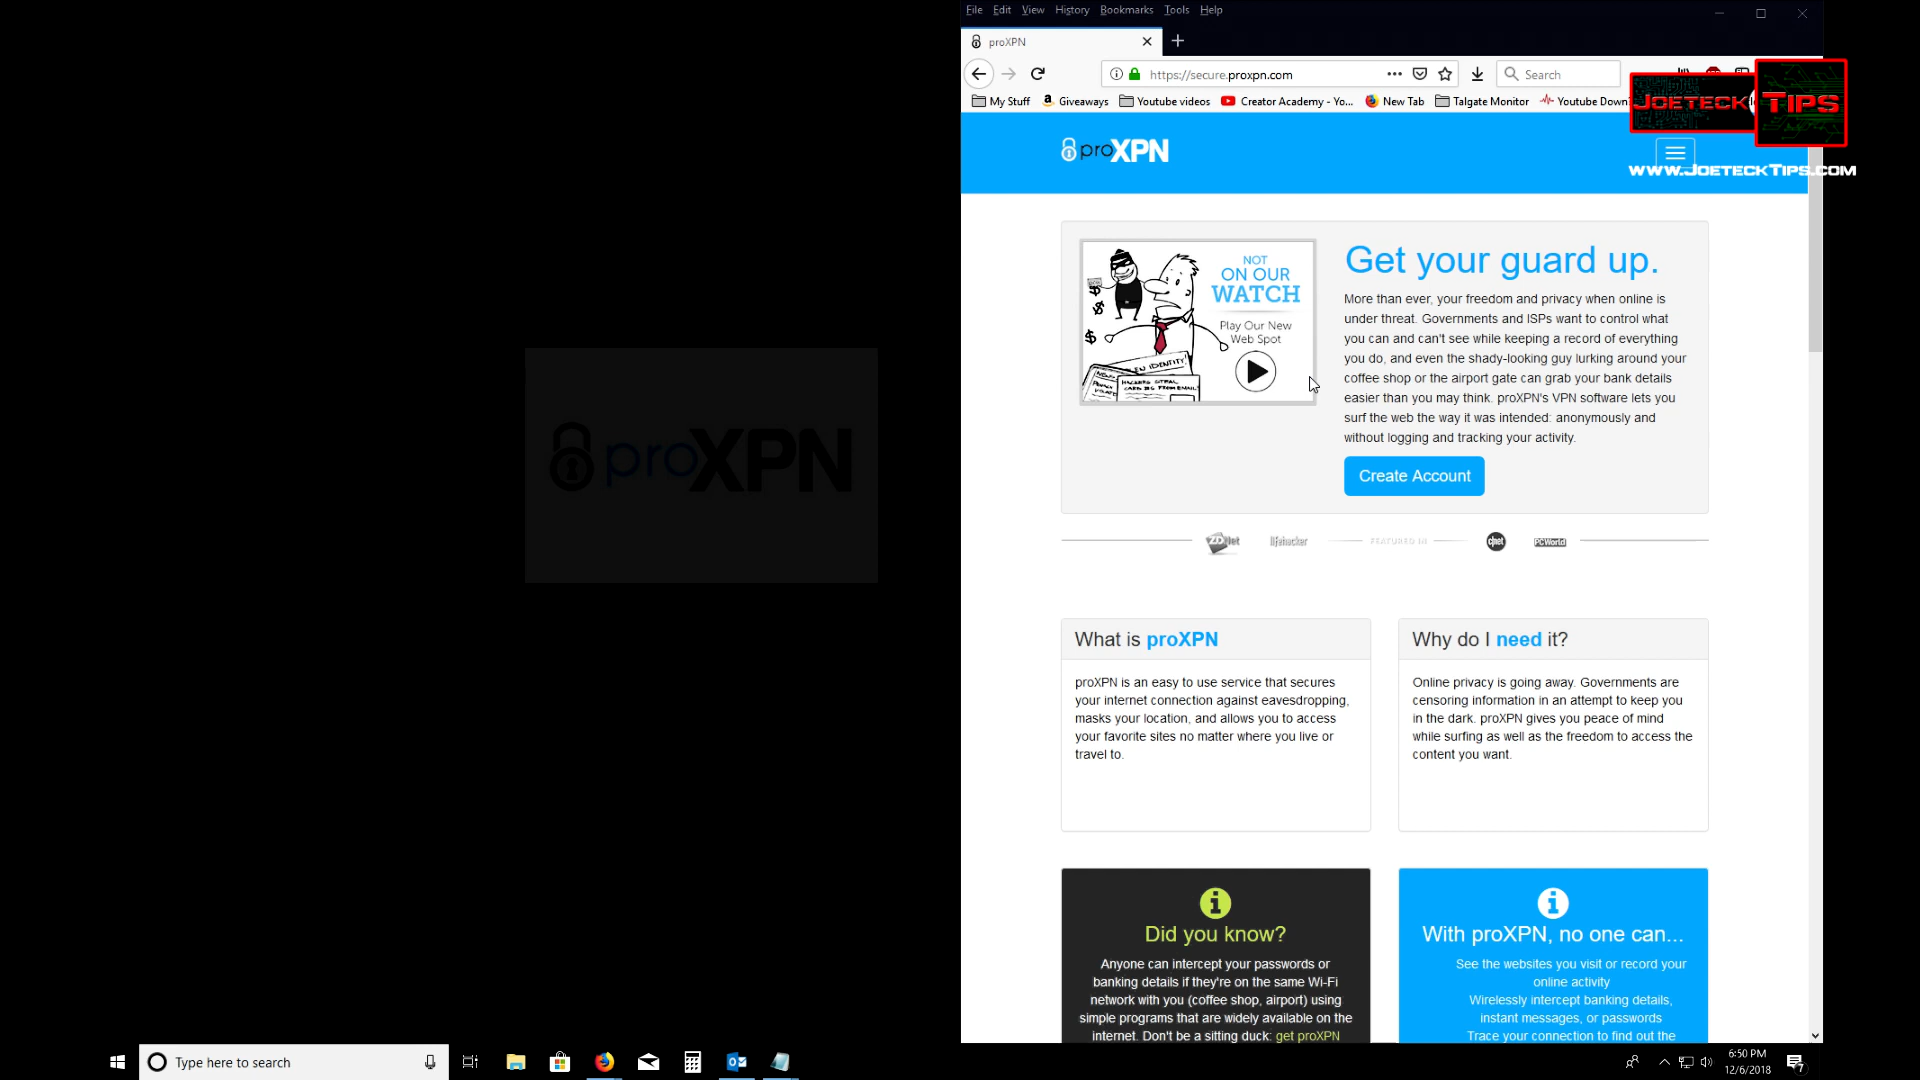 File Edit View History Bookmarks Tools Help
proXPN
https://secure.proxpn.com
Search
My Stuff Giveaways Youtube videos Creator Academy - Yo... New Tab Talgate Monitor Youtube Down
JOETECK TIPS
www.JoeteckTips.com
proXPN
NOT
ON OUR
WATCH
Play Our New
Web Spot
Get your guard up.
More than ever, your freedom and privacy when online is
under threat. Governments and ISPs want to control what
you can and can't see while keeping a record of everything
you do, and even the shady-looking guy lurking around your
coffee shop or the airport gate can grab your bank details
easier than you may think. proXPN's VPN software lets you
surf the web the way it was intended: anonymously and
without logging and tracking your activity.
Create Account
ZDNet lifehacker FEATURED IN cnet PCWorld
proXPN
What is proXPN
proXPN is an easy to use service that secures
your internet connection against eavesdropping,
masks your location, and allows you to access
your favorite sites no matter where you live or
travel to.
Why do I need it?
Online privacy is going away. Governments are
censoring information in an attempt to keep you
in the dark. proXPN gives you peace of mind
while surfing as well as the freedom to access the
content you want.
Did you know?
Anyone can intercept your passwords or
banking details if they're on the same Wi-Fi
network with you (coffee shop, airport) using
simple programs that are widely available on the
internet. Don't be a sitting duck: get proXPN
With proXPN, no one can...
See the websites you visit or record your
online activity
Wirelessly intercept banking details,
instant messages, or passwords
Trace your connection to find out the
Type here to search
6:50 PM
12/6/2018
7